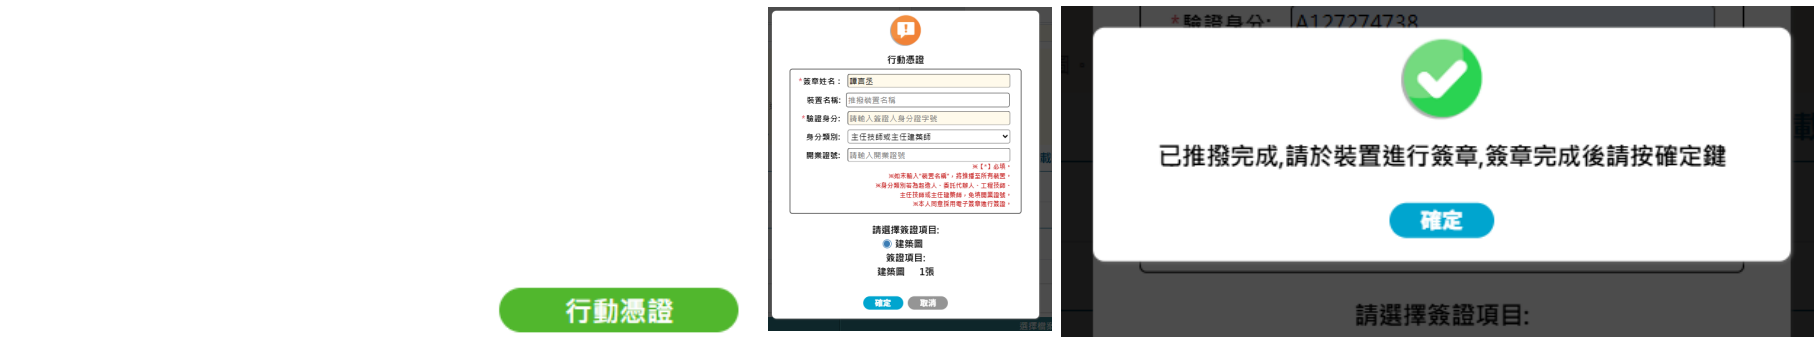 行動憑證
行動憑證
*簽章姓名：
譚言丞
裝置名稱:
推撥裝置名稱
*驗證身分:
請輸入簽證人身分證字號
身分類別:
主任技師或主任建築師
開業證號:
請輸入開業證號
※【*】必填。
※如未輸入"裝置名稱"，將推播至所有裝置。
※身分類別若為起造人、委託代辦人、工程技師、
主任技師或主任建築師，免填開業證號。
※本人同意採用電子簽章進行簽證。
請選擇簽證項目:
建築圖
簽證項目:
建築圖 1張
確定 取消
*驗證身分: A127274738
已推撥完成,請於裝置進行簽章,簽章完成後請按確定鍵
確定
請選擇簽證項目: